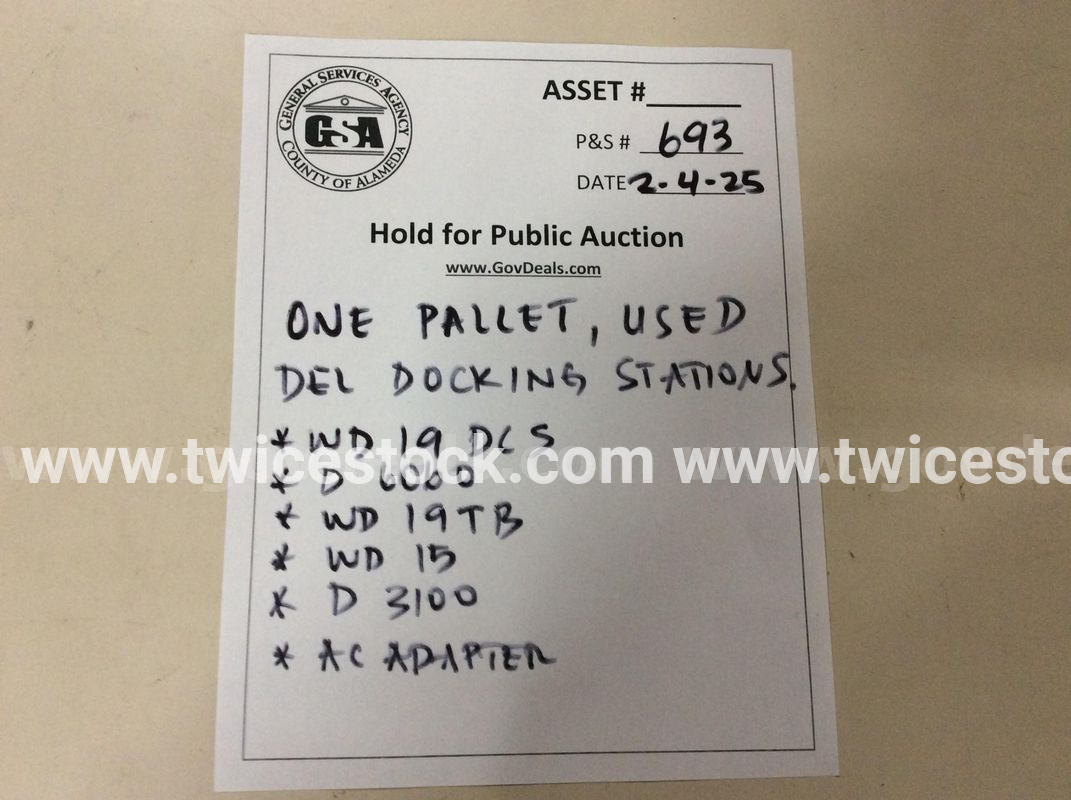 GENERAL SERVICES AGENCY
GSA
COUNTY OF ALAMEDA
ASSET #
P&S # 693
DATE 2-4-25
Hold for Public Auction
www.GovDeals.com
ONE PALLET, USED
DEL DOCKING STATIONS.
* WD 19 DCS
www.twicestock.com www.twicesto
* D 6000
* WD 19TB
* WD 15
* D 3100
* AC ADAPTER